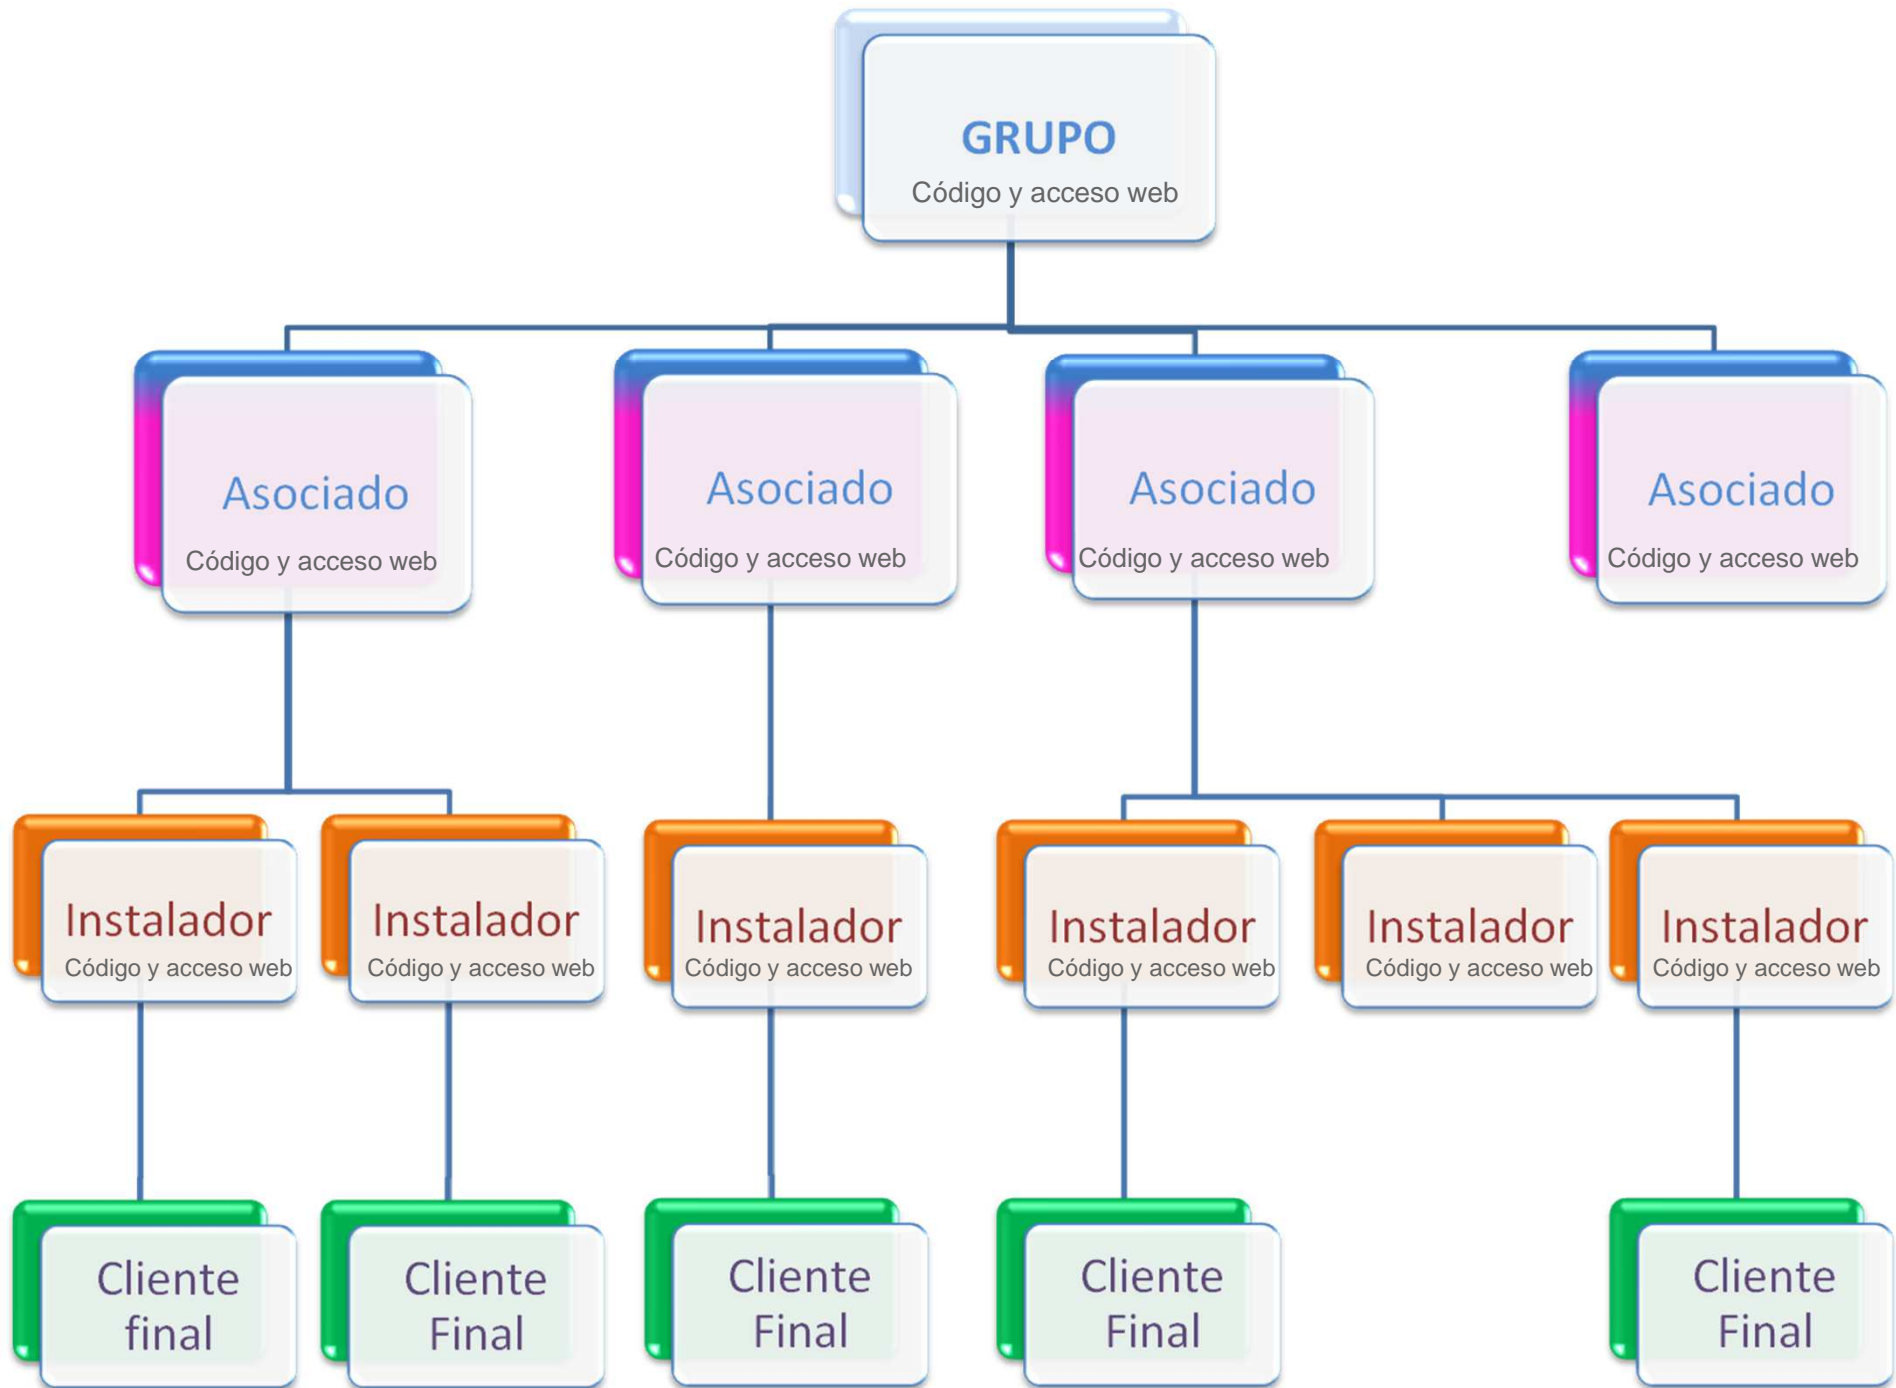 GRUPO
Código y acceso web
Asociado
Código y acceso web
Asociado
Código y acceso web
Asociado
Código y acceso web
Asociado
Código y acceso web
Instalador
Código y acceso web
Instalador
Código y acceso web
Instalador
Código y acceso web
Instalador
Código y acceso web
Instalador
Código y acceso web
Instalador
Código y acceso web
Cliente
final
Cliente
Final
Cliente
Final
Cliente
Final
Cliente
Final